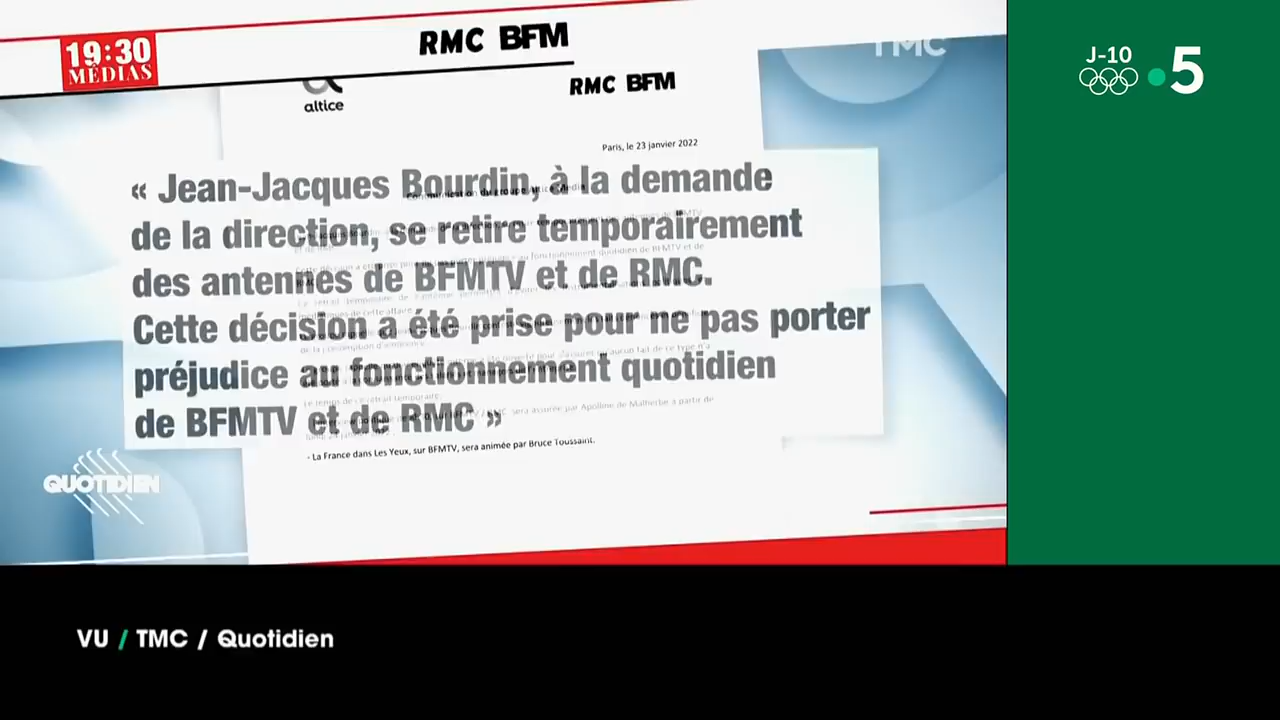 19:30
MÉDIAS
RMC BFM
TMC
J-10
5
altice
RMC BFM
Paris, le 23 janvier 2022
« Jean-Jacques Bourdin, à la demande
de la direction, se retire temporairement
des antennes de BFMTV et de RMC.
Cette décision a été prise pour ne pas porter
préjudice au fonctionnement quotidien
de BFMTV et de RMC »
- La France dans Les Yeux, sur BFMTV, sera animée par Bruce Toussaint.
QUOTIDIEN
VU / TMC / Quotidien